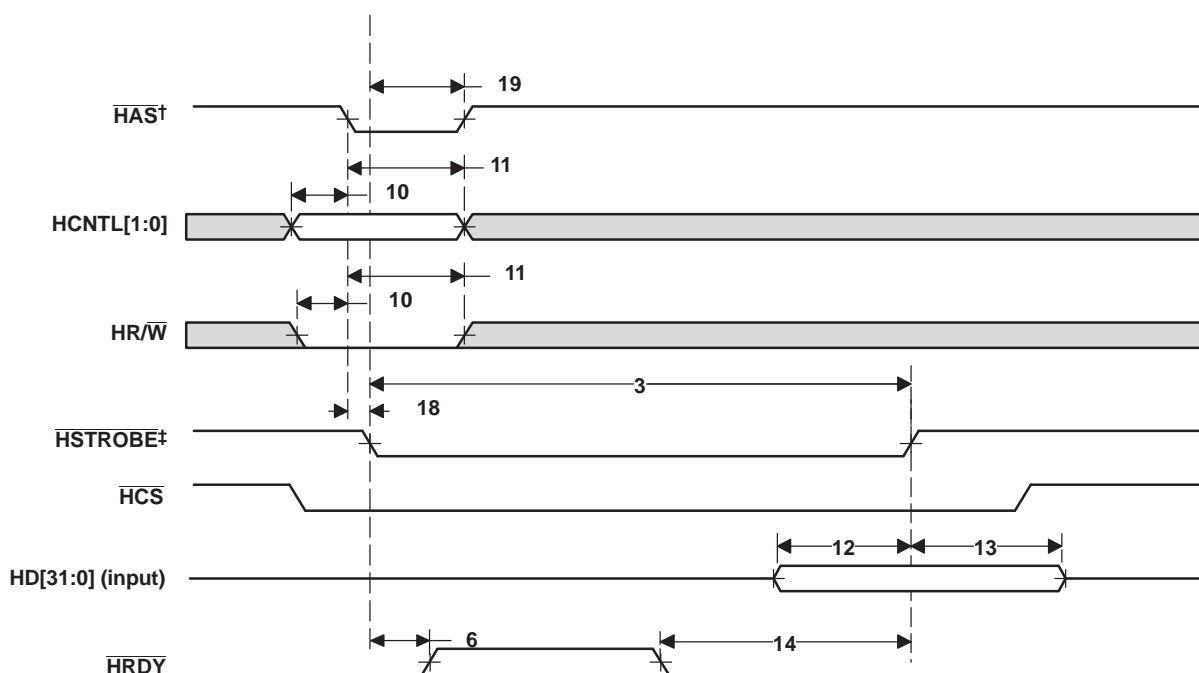 19
HAS†
11
10
HCNTL[1:0]
11
10
HR/W
3
18
HSTROBE‡
HCS
12
13
HD[31:0] (input)
6
14
HRDY